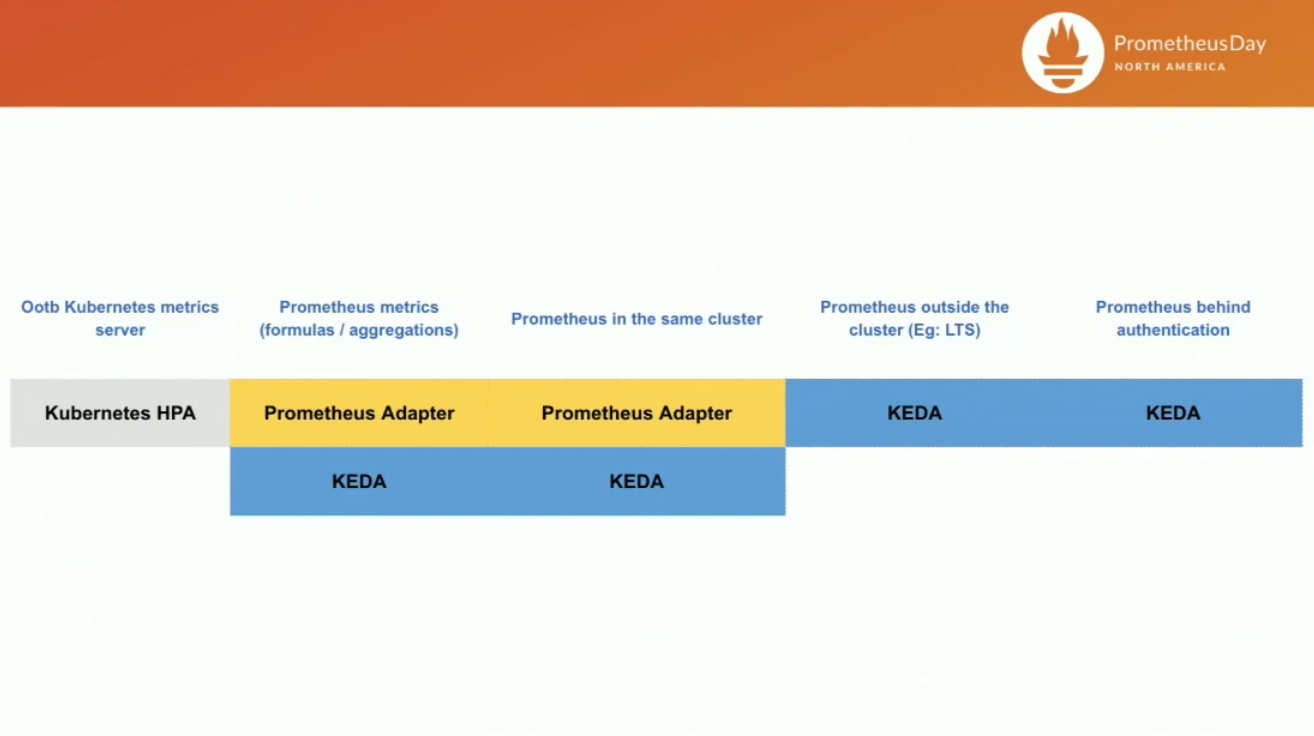 PrometheusDay
NORTH AMERICA
Ootb Kubernetes metrics
server
Prometheus metrics
(formulas / aggregations)
Prometheus in the same cluster
Prometheus outside the
cluster (Eg: LTS)
Prometheus behind
authentication
Kubernetes HPA
Prometheus Adapter
Prometheus Adapter
KEDA
KEDA
KEDA
KEDA